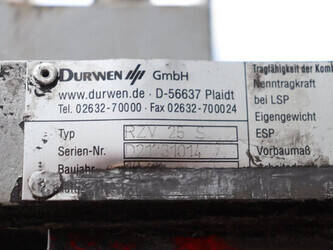 DURWEN GmbH
www.durwen.de · D-56637 Plaidt
Tel. 02632-70000 · Fax 02632-700024
Typ RZV 25 S
Serien-Nr.
Baujahr
Tragfähigkeit der
Nenntragkraft
bei LSP
Eigengewicht
ESP
Vorbaumaß